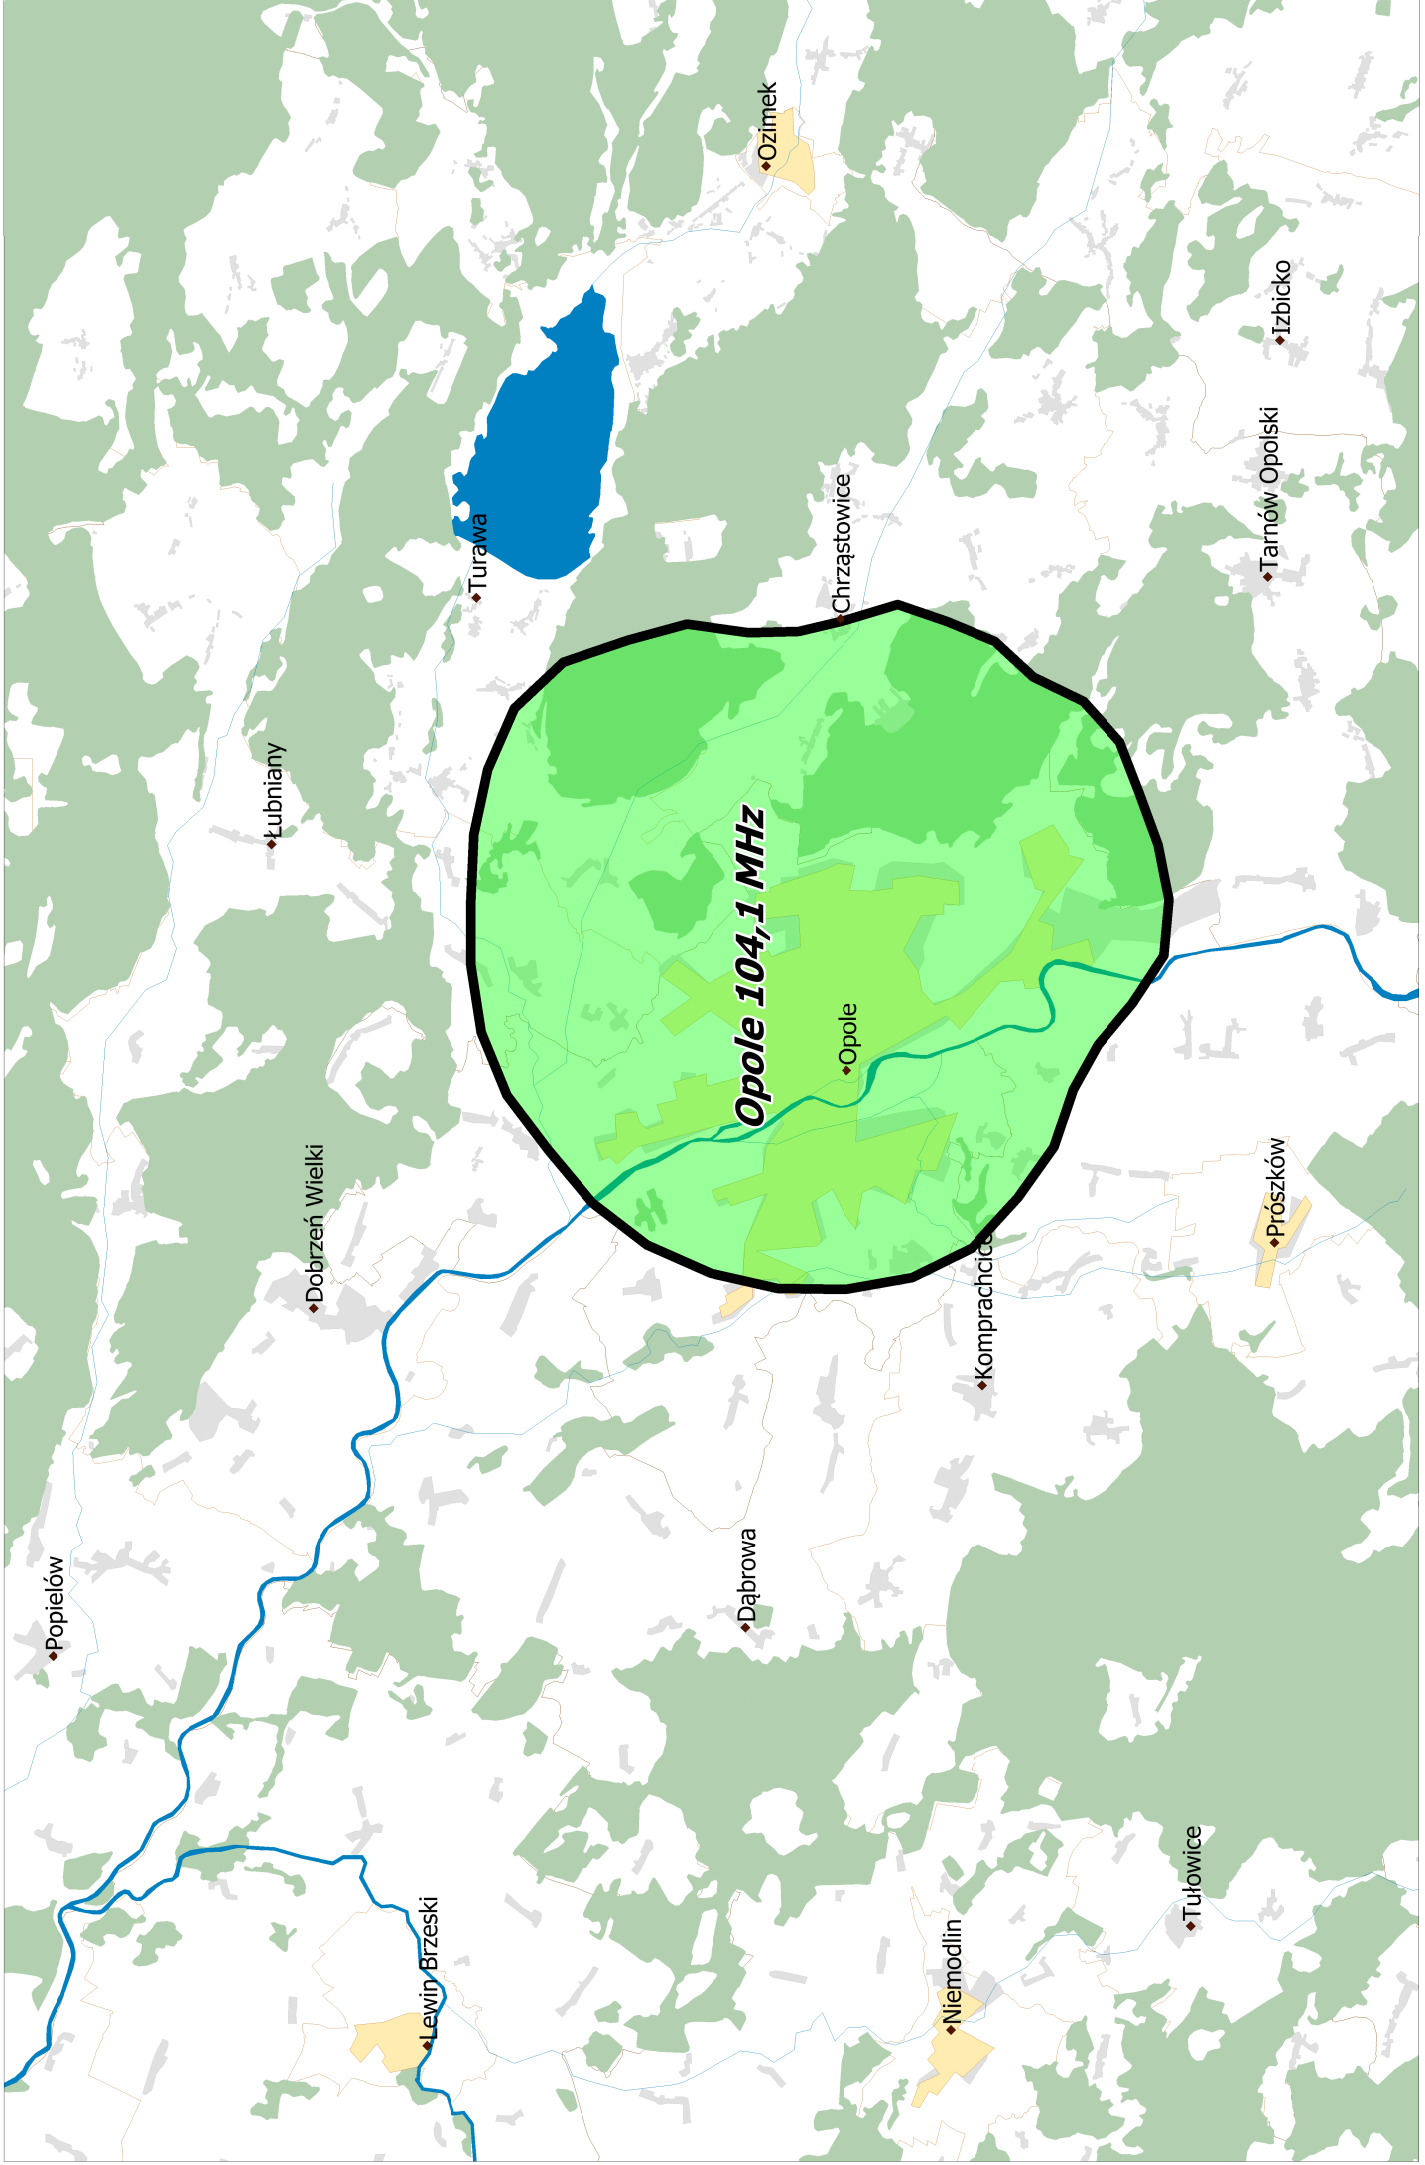 Popielów
Dobrzeń Wielki
Łubniany
Turawa
Ozimek
Lewin Brzeski
Dąbrowa
Opole 104,1 MHz
Opole
Chrząstowice
Komprachcice
Niemodlin
Tułowice
Prószków
Tarnów Opolski
Izbicko